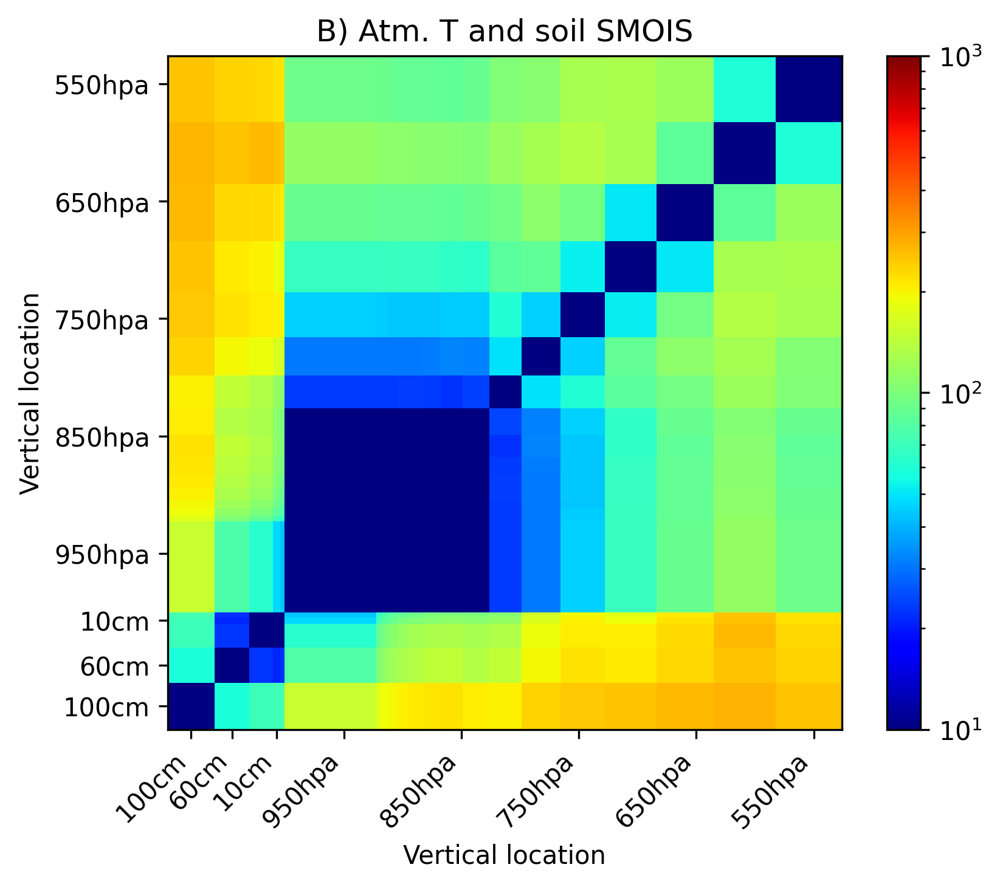 B) Atm. T and soil SMOIS
550hpa
650hpa
750hpa
850hpa
950hpa
10cm
60cm
100cm
Vertical location
100cm
60cm
10cm
950hpa
850hpa
750hpa
650hpa
550hpa
Vertical location
10³
10²
10¹